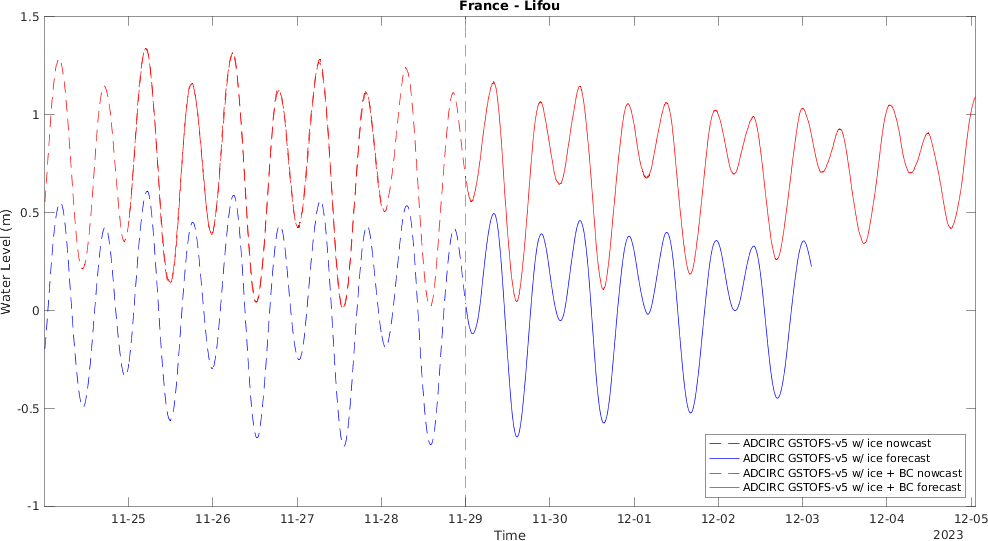 France - Lifou
Water Level (m)
1.5
1
0.5
0
-0.5
-1
ADCIRC GSTOFS-v5 w/ ice nowcast
ADCIRC GSTOFS-v5 w/ ice forecast
ADCIRC GSTOFS-v5 w/ ice + BC nowcast
ADCIRC GSTOFS-v5 w/ ice + BC forecast
11-25 11-26 11-27 11-28 11-29 11-30 12-01 12-02 12-03 12-04 12-05
Time
2023